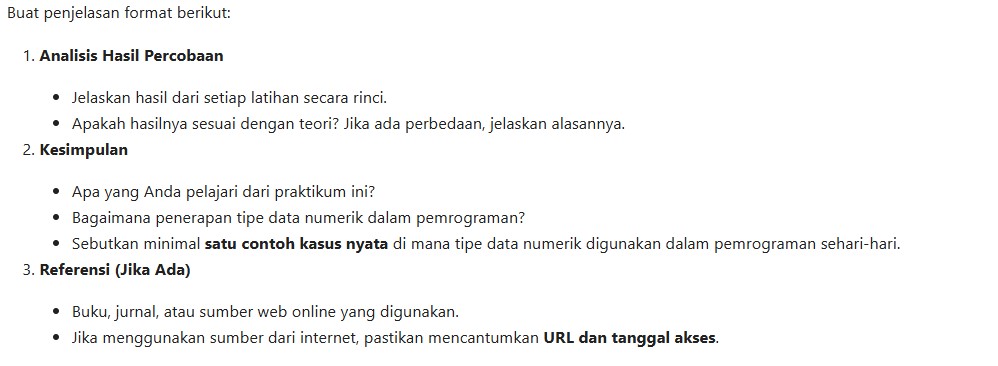 Buat penjelasan format berikut:
1. Analisis Hasil Percobaan
• Jelaskan hasil dari setiap latihan secara rinci.
• Apakah hasilnya sesuai dengan teori? Jika ada perbedaan, jelaskan alasannya.
2. Kesimpulan
• Apa yang Anda pelajari dari praktikum ini?
• Bagaimana penerapan tipe data numerik dalam pemrograman?
• Sebutkan minimal satu contoh kasus nyata di mana tipe data numerik digunakan dalam pemrograman sehari-hari.
3. Referensi (Jika Ada)
• Buku, jurnal, atau sumber web online yang digunakan.
• Jika menggunakan sumber dari internet, pastikan mencantumkan URL dan tanggal akses.